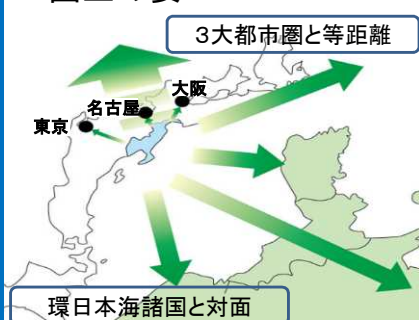 3大都市圏と等距離
大阪
名古屋
東京
環日本海諸国と対面